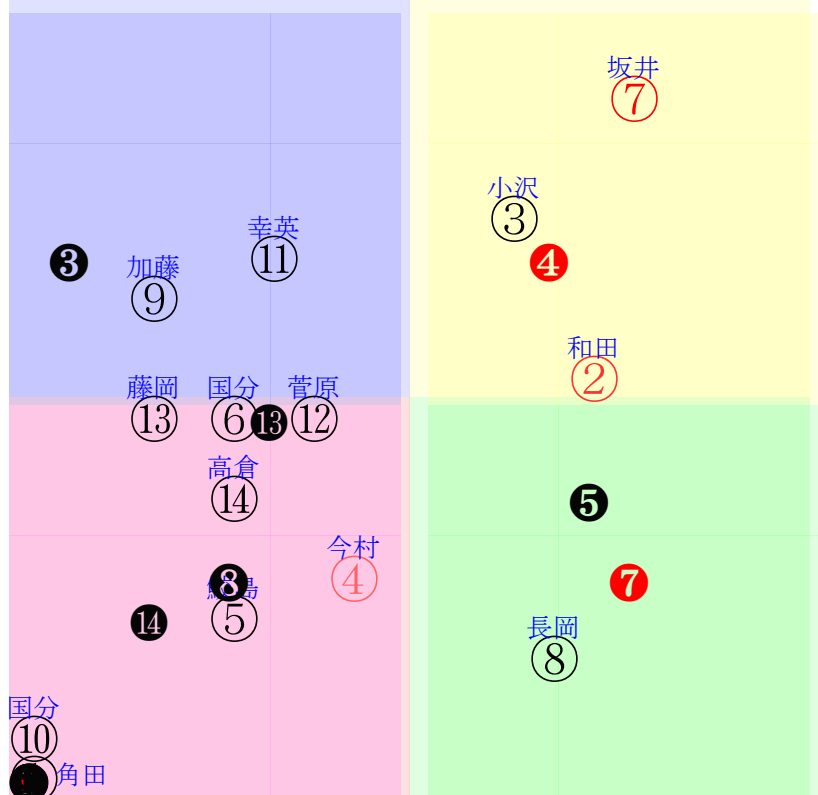 坂井
⑦
小沢
③
幸英
⑪
❸
加藤
⑨
❹
和田
②
藤岡 国分 菅原
⑬ ⑥ ⓭ ⑫
高倉
⑭
❺
今村
④
❽
島
⑤
❼
⓮
長岡
⑧
国分
⑩
角田